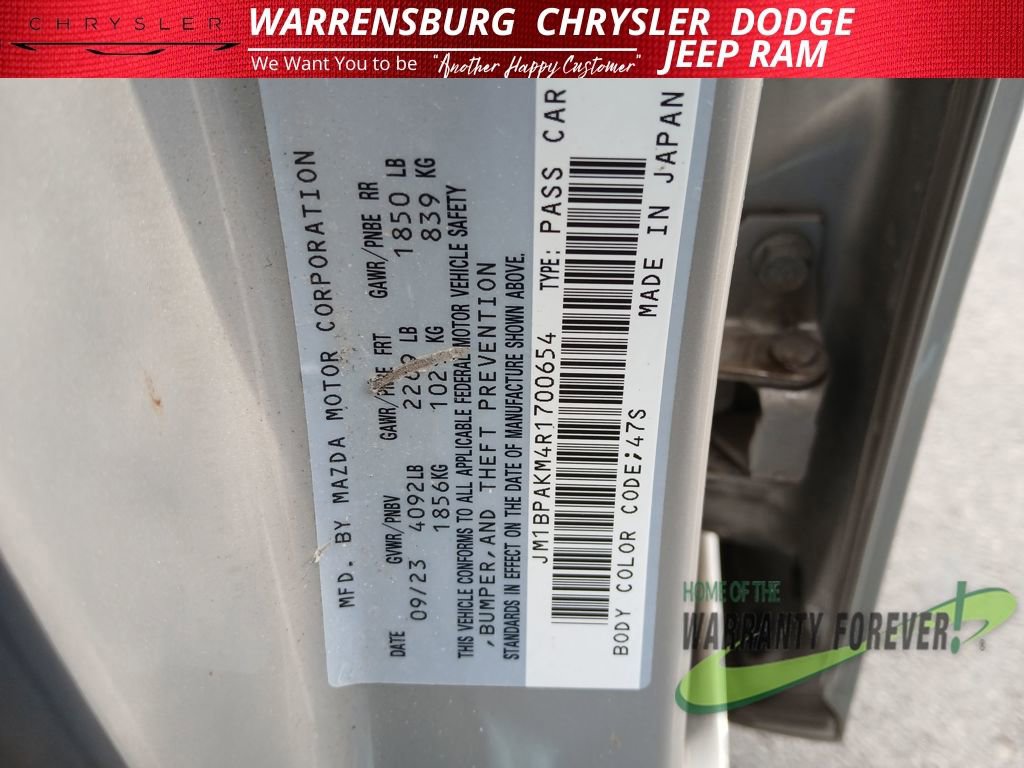 CHRYSLER
WARRENSBURG CHRYSLER DODGE
JEEP RAM
We Want You to be "Another Happy Customer"
MFD. BY MAZDA MOTOR CORPORATION
DATE GVWR/PNBV GAWR/PNBE FRT GAWR/PNBE RR
09/23 4092LB LB 1850 LB
1856KG KG 839 KG
THIS VEHICLE CONFORMS TO ALL APPLICABLE FEDERAL MOTOR VEHICLE SAFETY
,BUMPER,AND THEFT PREVENTION
STANDARDS IN EFFECT ON THE DATE OF MANUFACTURE SHOWN ABOVE.
JM1BPAKM4R1700654 TYPE: PASS CAR
BODY COLOR CODE;47S MADE IN JAPAN
HOME OF THE
WARRANTY FOREVER!®